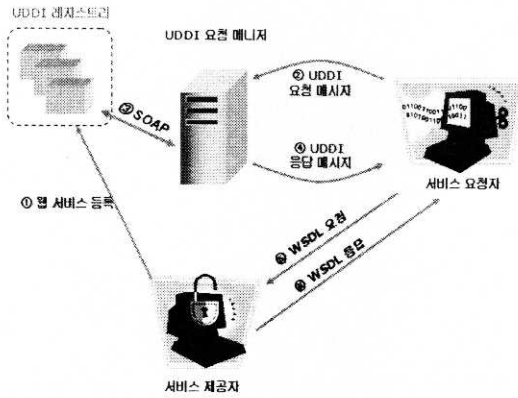 UDDI 레지스트리
UDDI 요청 매니저
② UDDI
요청 메시지
③ SOAP
④ UDDI
응답 메시지
서비스 요청자
① 웹 서비스 등록
⑤ WSDL 요청
⑥ WSDL 응답
서비스 제공자